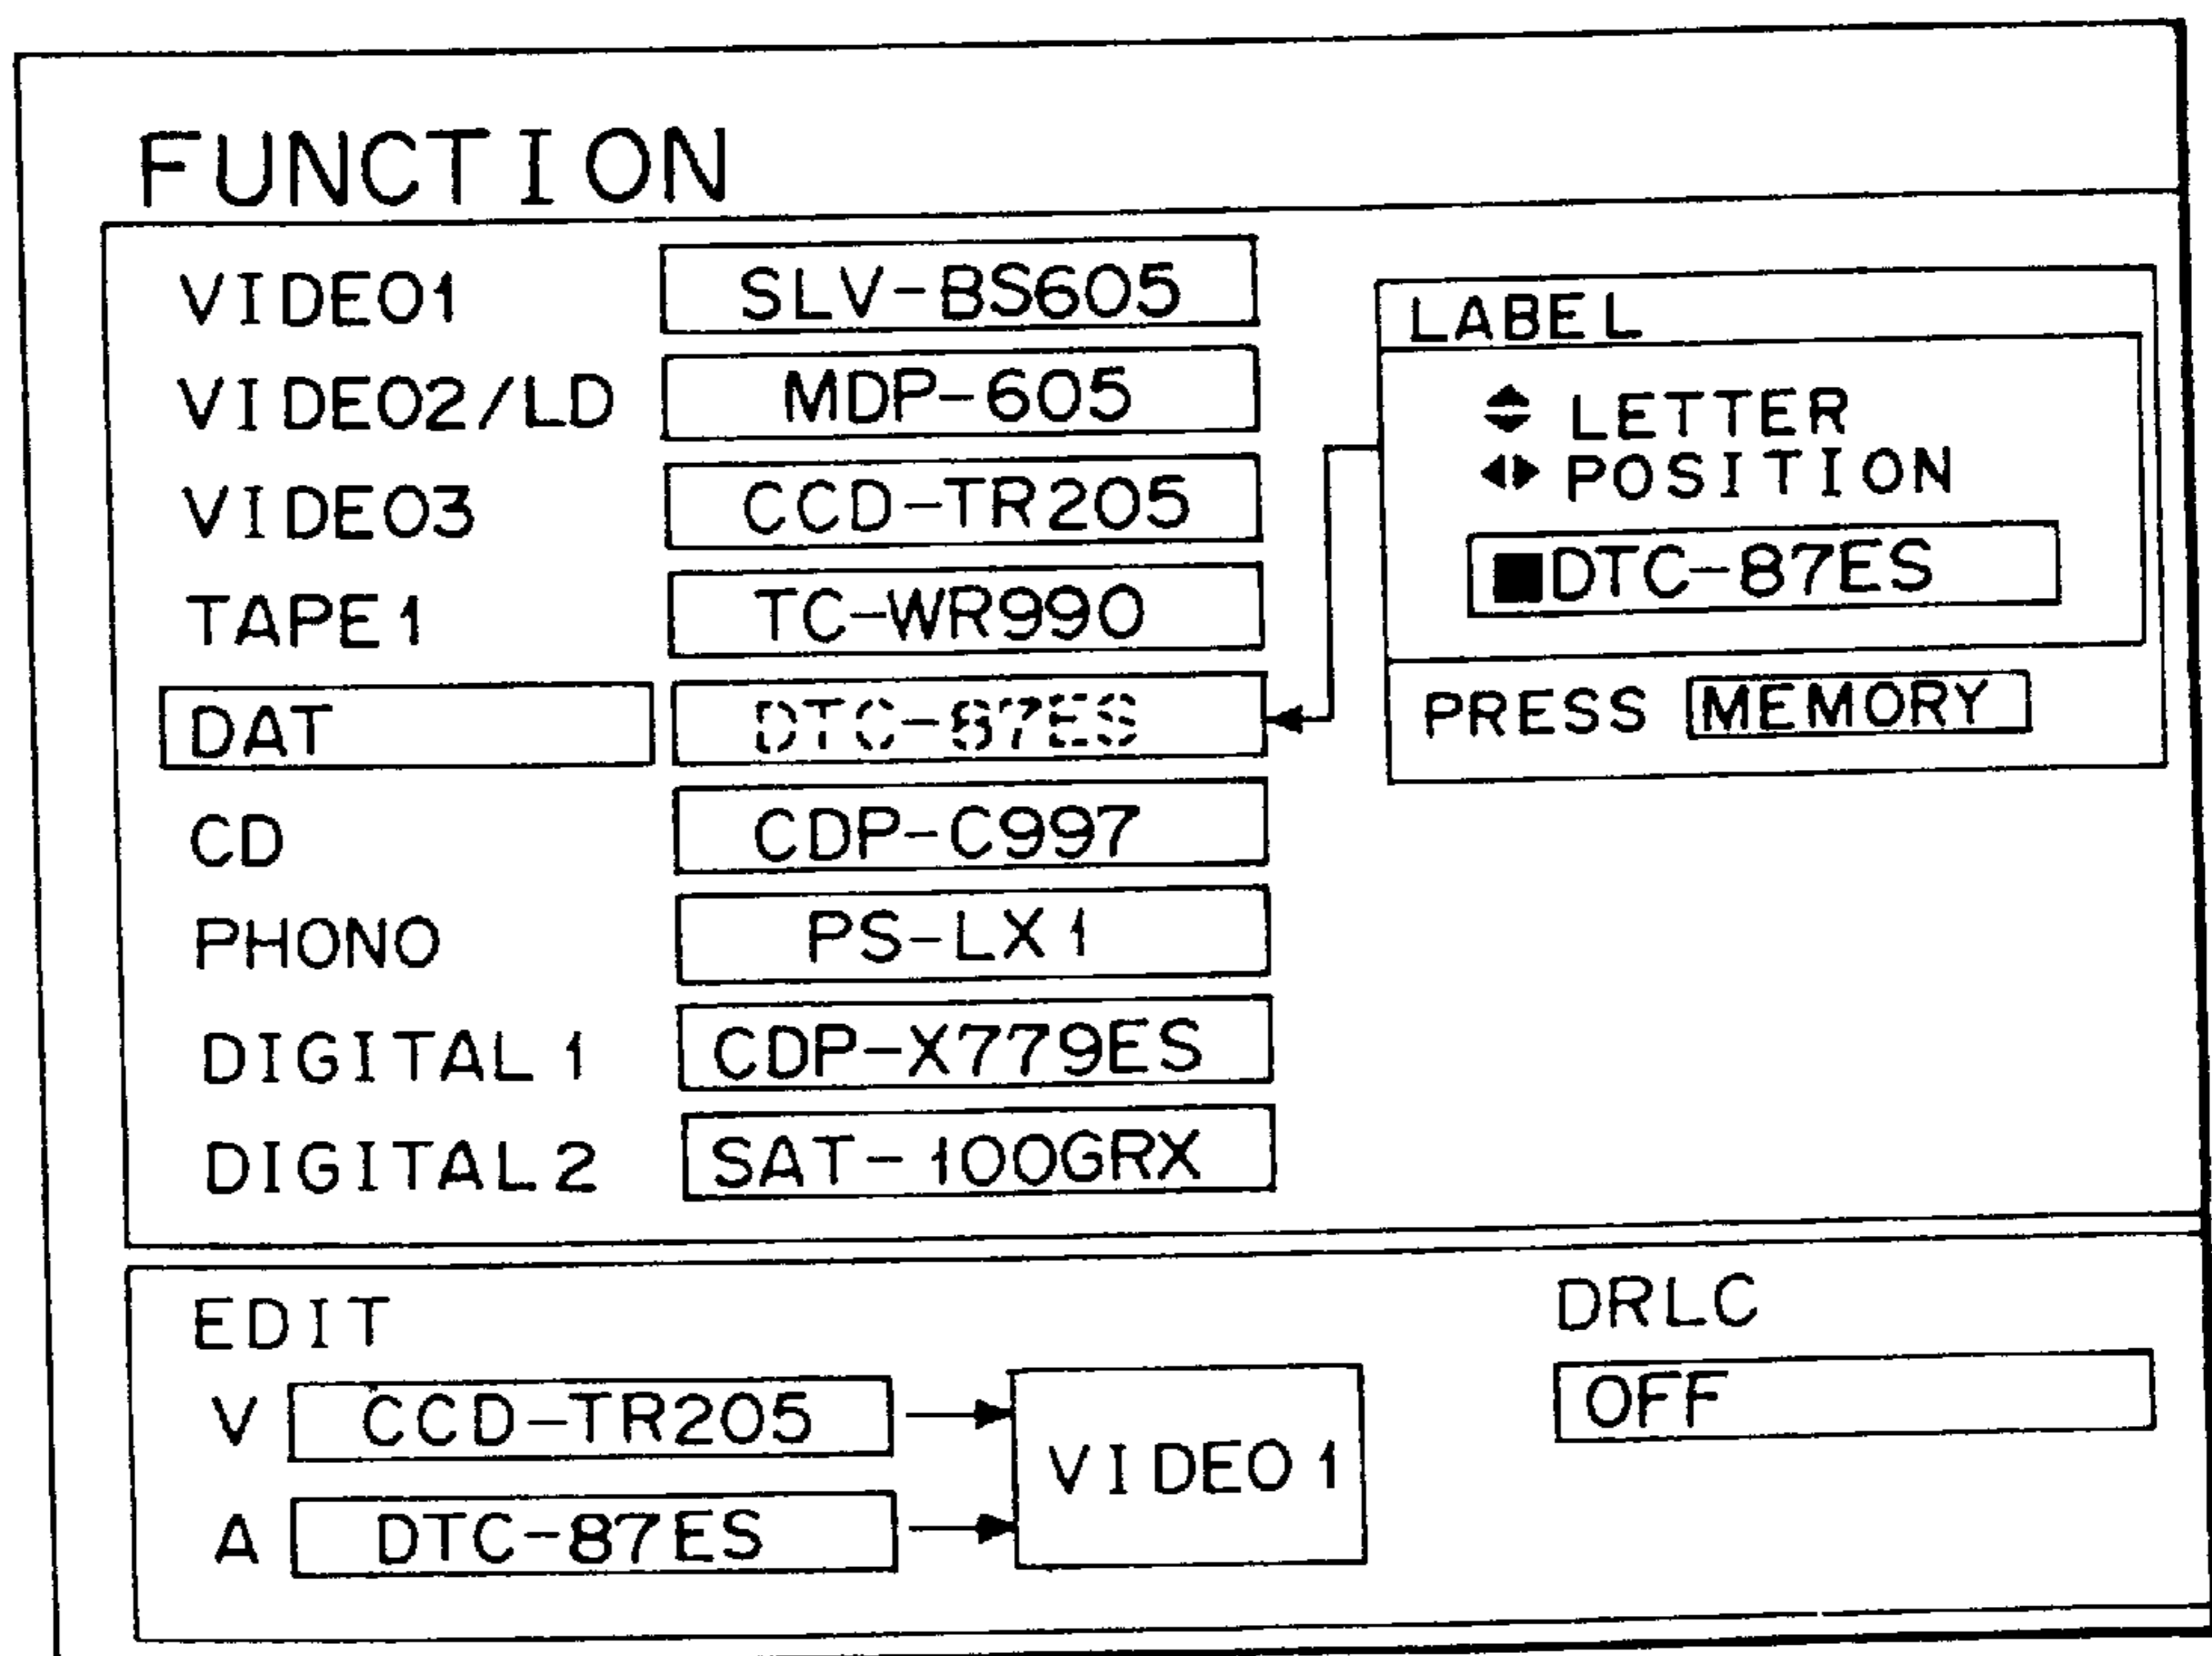 FUNCTION
VIDEO1 SLV-BS605
VIDEO2/LD MDP-605
VIDEO3 CCD-TR205
TAPE1 TC-WR990
DAT DTC-87ES
CD CDP-C997
PHONO PS-LX1
DIGITAL1 CDP-X779ES
DIGITAL2 SAT-100GRX
LABEL
LETTER
POSITION
DTC-87ES
PRESS MEMORY
EDIT
V CCD-TR205
A DTC-87ES
VIDEO1
DRLC
OFF